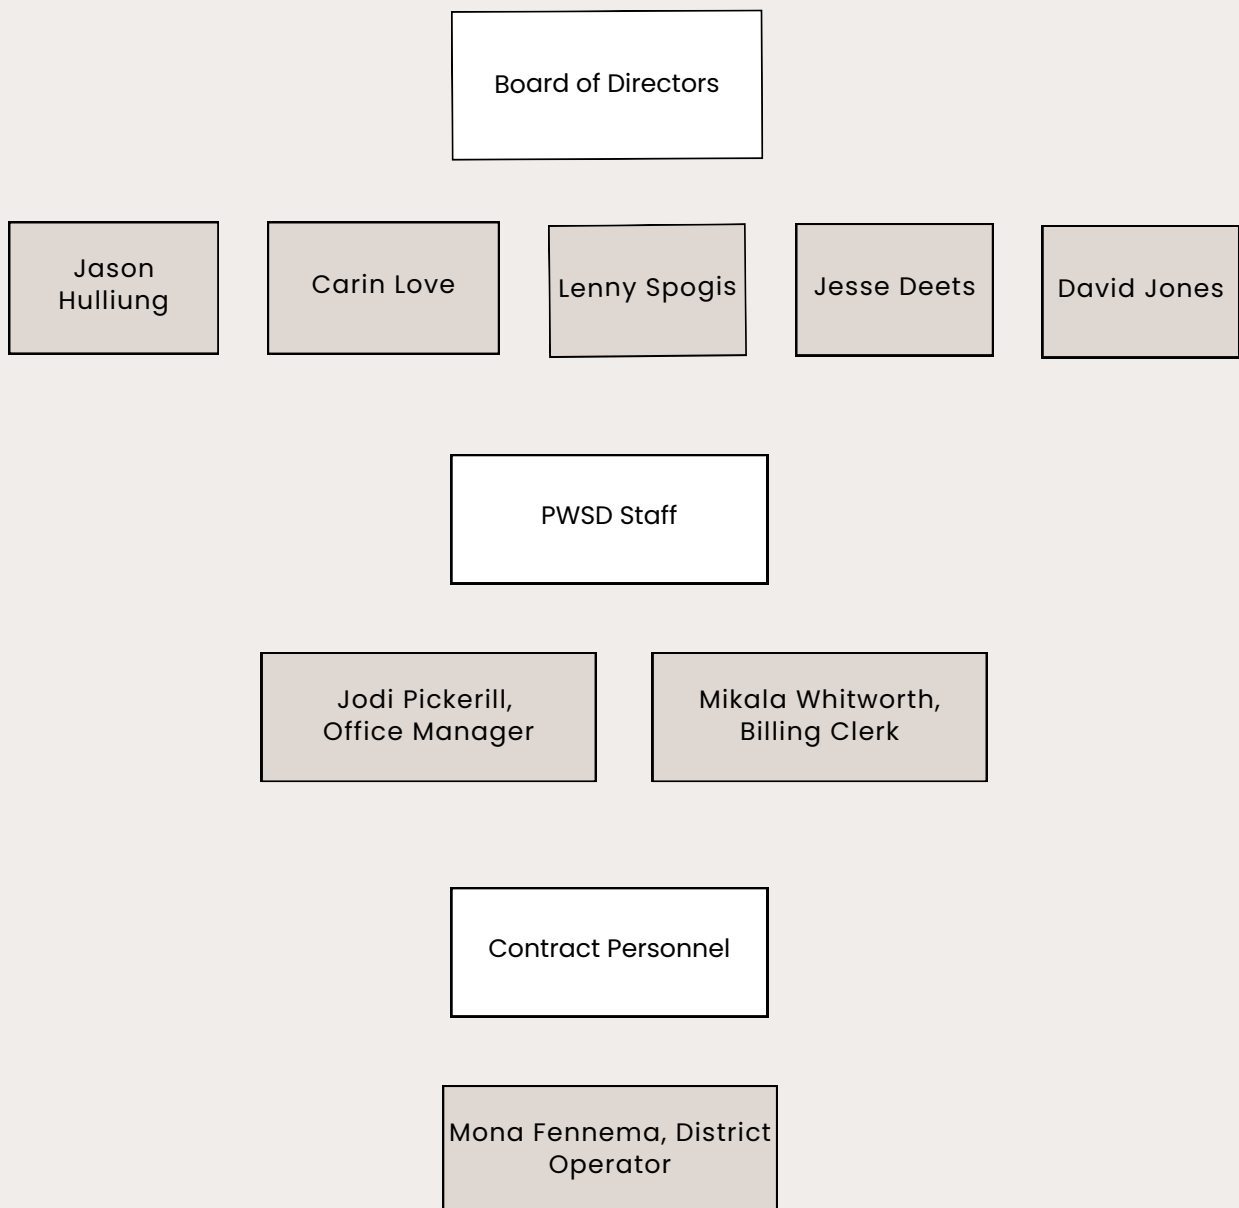 Board of Directors
Jason
Hulliung
Carin Love
Lenny Spogis
Jesse Deets
David Jones
PWSD Staff
Jodi Pickerill,
Office Manager
Mikala Whitworth,
Billing Clerk
Contract Personnel
Mona Fennema, District
Operator